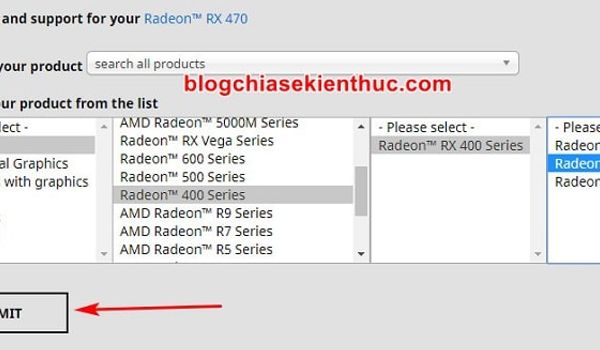 and support for your Radeon™ RX 470
your product
search all products
blogchiasekienthuc.com
ur product from the list
ect -
al Graphics
s with graphics
AMD Radeon™ 5000M Series
Radeon™ RX Vega Series
Radeon™ 600 Series
Radeon™ 500 Series
Radeon™ 400 Series
AMD Radeon™ R9 Series
AMD Radeon™ R7 Series
AMD Radeon™ R5 Series
- Please select -
Radeon™ RX 400 Series
- Please
Radeon
Radeon
Radeon
MIT